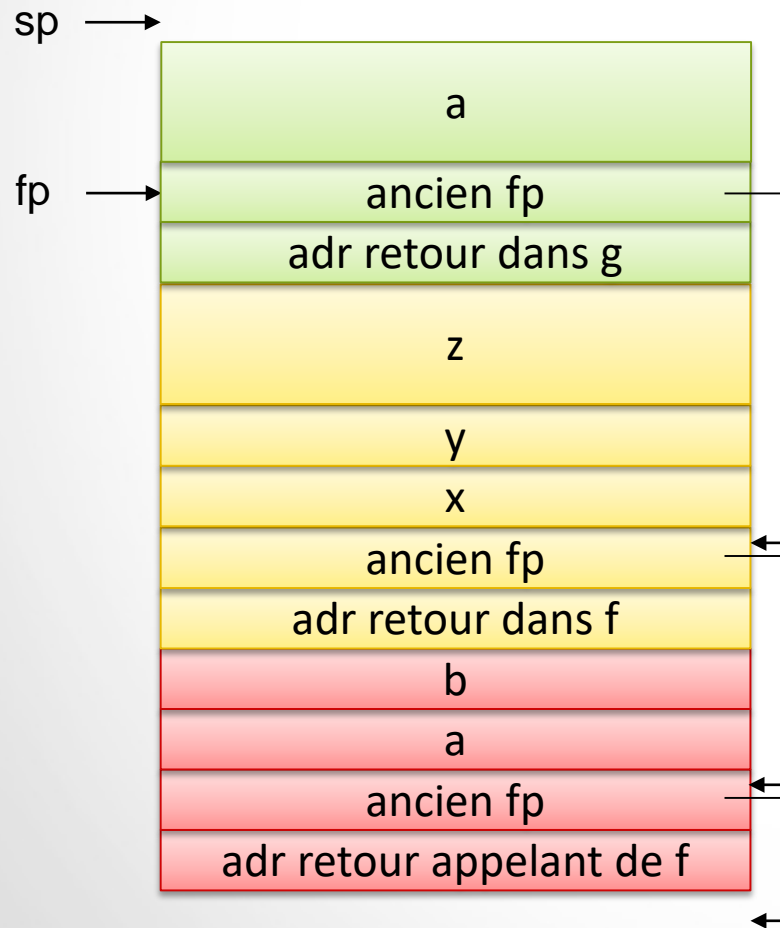 sp
a
fp
ancien fp
adr retour dans g
z
y
x
ancien fp
adr retour dans f
b
a
ancien fp
adr retour appelant de f